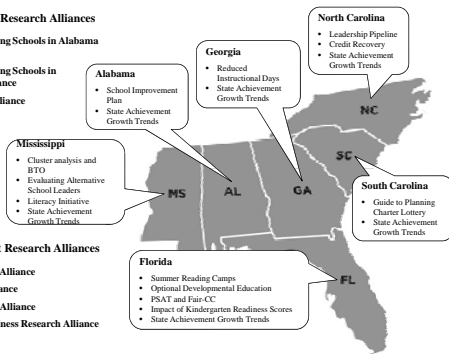 Research Alliances
ng Schools in Alabama
ng Schools in
nce
liance
North Carolina
• Leadership Pipeline
• Credit Recovery
• State Achievement
Growth Trends
Georgia
• Reduced
Instructional Days
• State Achievement
Growth Trends
Alabama
• School Improvement
Plan
• State Achievement
Growth Trends
Mississippi
• Cluster analysis and
BTO
• Evaluating Alternative
School Leaders
• Literacy Initiative
• State Achievement
Growth Trends
NC
SC
MS
AL
GA
FL
South Carolina
• Guide to Planning
Charter Lottery
• State Achievement
Growth Trends
Research Alliances
Alliance
ance
Alliance
ness Research Alliance
Florida
• Summer Reading Camps
• Optional Developmental Education
• PSAT and Fair-CC
• Impact of Kindergarten Readiness Scores
• State Achievement Growth Trends